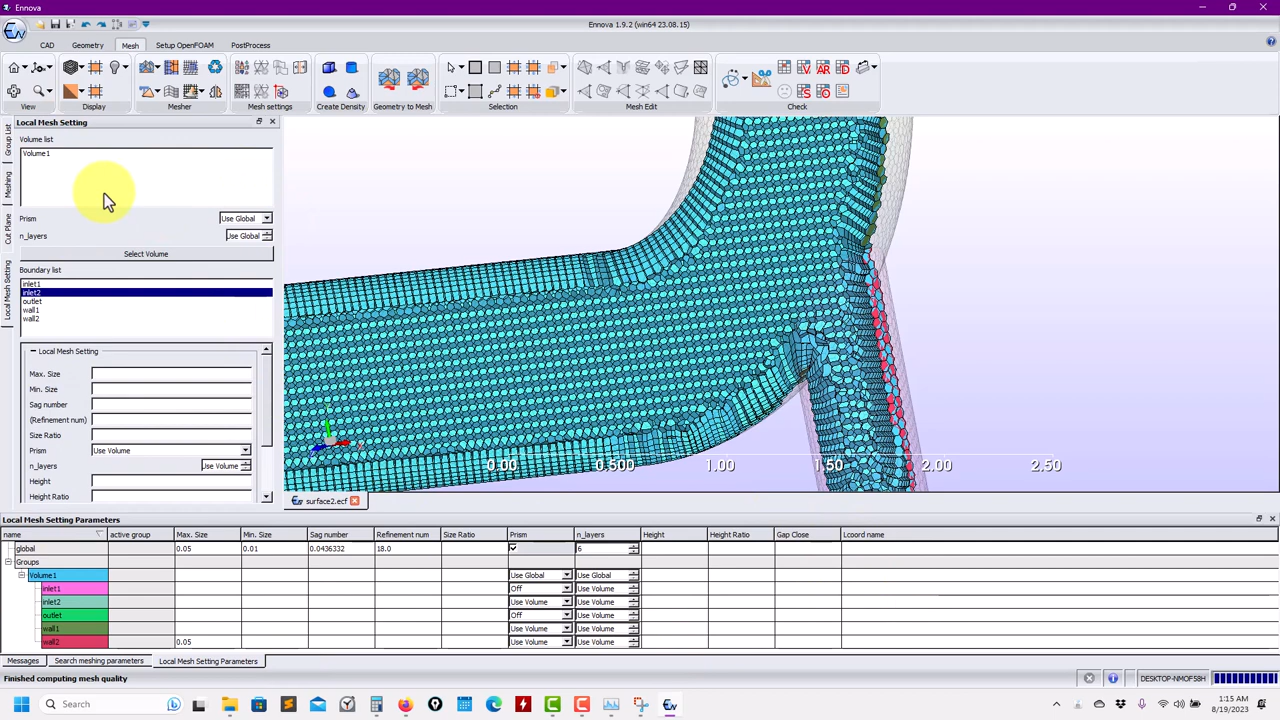 Ennova
Ennova 1.9.2 (win64 23.08.15)
CAD Geometry Mesh Setup OpenFOAM PostProcess
View Display Mesher Mesh settings Create Density Geometry to Mesh Selection Mesh Edit Check
Local Mesh Setting
Group List
Meshing
Cut Plane
Local Mesh Setting
Volume list
Volume1
Prism Use Global
n_layers Use Global
Select Volume
Boundary list
inlet1
inlet2
outlet
wall1
wall2
Local Mesh Setting
Max. Size
Min. Size
Sag number
(Refinement num)
Size Ratio
Prism Use Volume
n_layers Use Volume
Height
Height Ratio
0.00 0.500 1.00 1.50 2.00 2.50
surface2.ecf
Local Mesh Setting Parameters
name active group Max. Size Min. Size Sag number Refinement num Size Ratio Prism n_layers Height Height Ratio Gap Close Lcoord name
global 0.05 0.01 0.0436332 18.0 6
Groups
Volume1 Use Global Use Global
inlet1 Off Use Volume
inlet2 Use Volume Use Volume
outlet Off Use Volume
wall1 Use Volume Use Volume
wall2 0.05 Use Volume Use Volume
Messages Search meshing parameters Local Mesh Setting Parameters
Finished computing mesh quality
DESKTOP-NMOF58H
Search
1:15 AM
8/19/2023